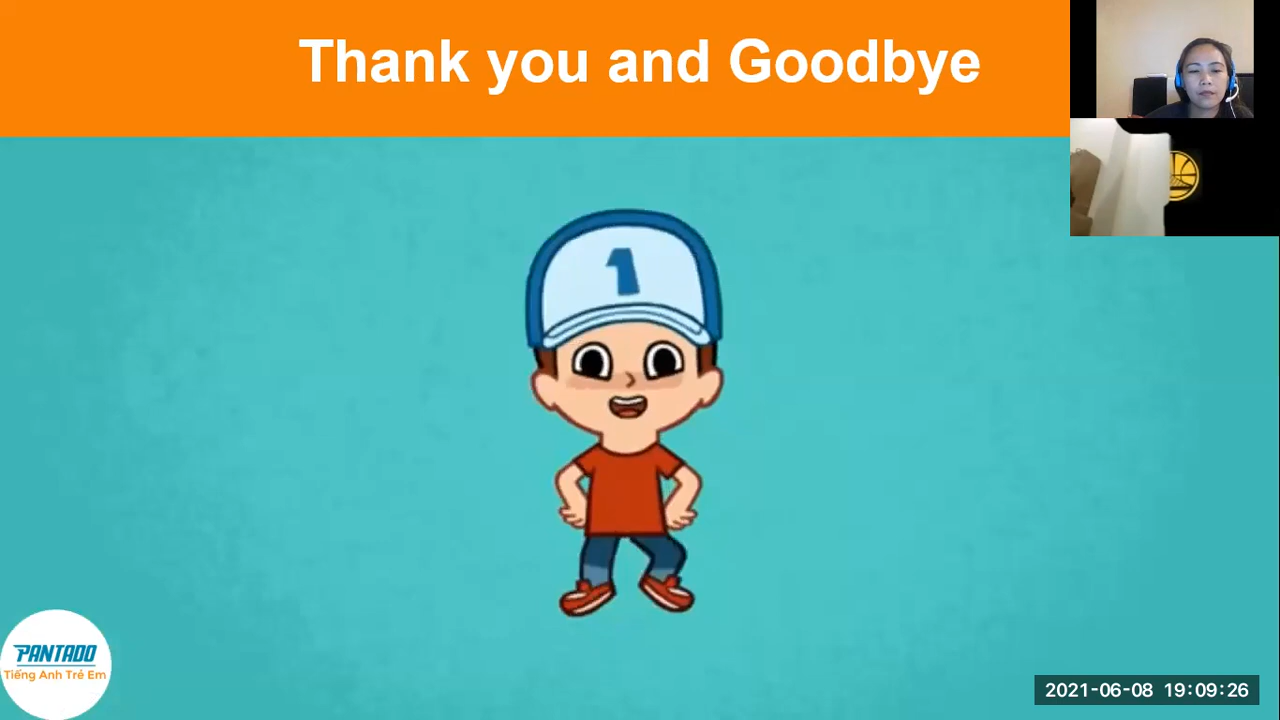 Thank you and Goodbye
1
PANTADO
Tiếng Anh Trẻ Em
2021-06-08 19:09:26